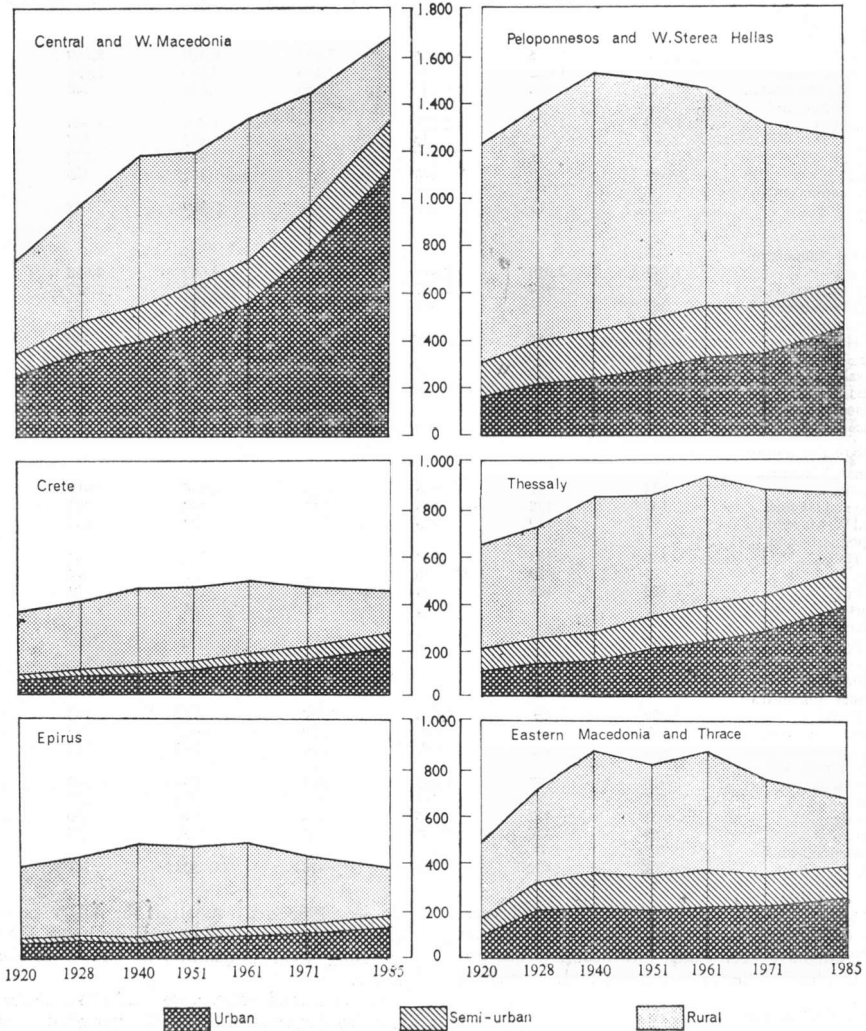 Central and W. Macedonia
1.800
1.600
1.400
1.200
1.000
800
600
400
200
0
Peloponnesos and W. Sterea Hellas
Crete
1.000
800
600
400
200
0
Thessaly
Epirus
1.000
800
600
400
200
0
Eastern Macedonia and Thrace
1920 1928 1940 1951 1961 1971 1985
1920 1928 1940 1951 1961 1971 1985
Urban Semi-urban Rural